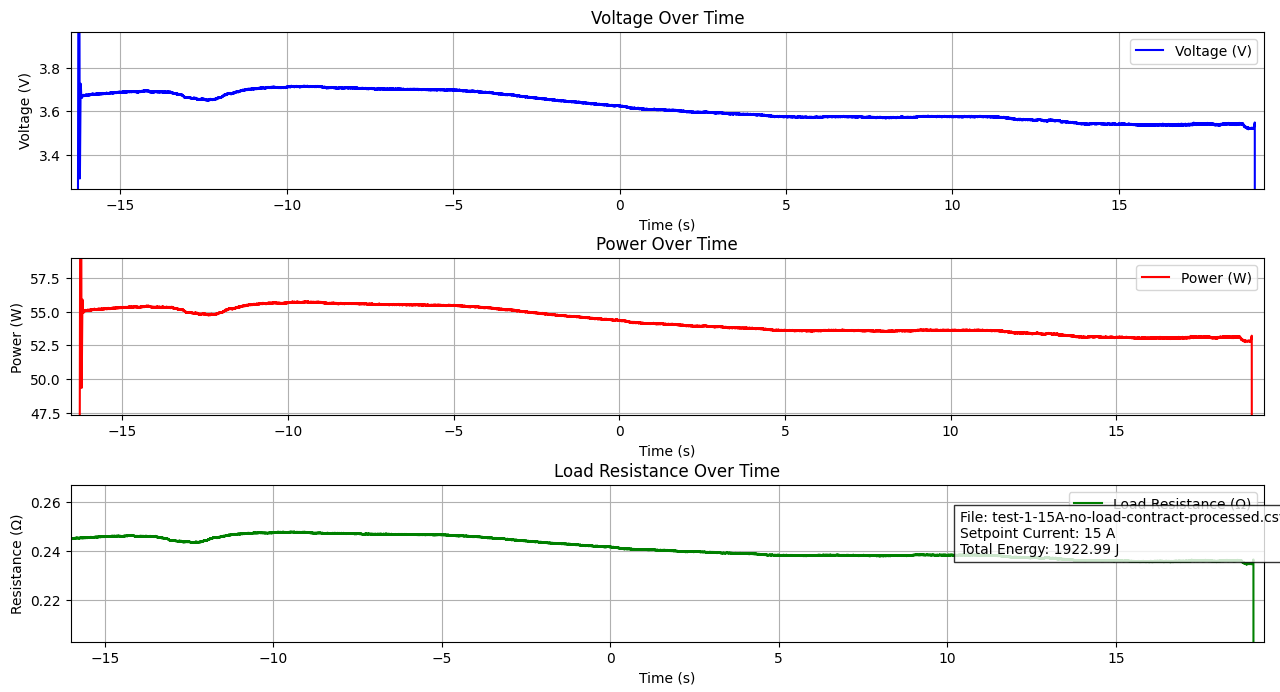 Voltage Over Time
Voltage (V)
Voltage (V)
3.8
3.6
3.4
−15 −10 −5 0 5 10 15
Time (s)
Power Over Time
Power (W)
Power (W)
57.5
55.0
52.5
50.0
47.5
−15 −10 −5 0 5 10 15
Time (s)
Load Resistance Over Time
Load Resistance (Ω)
Resistance (Ω)
0.26
0.24
0.22
File: test-1-15A-no-load-contract-processed.csv
Setpoint Current: 15 A
Total Energy: 1922.99 J
−15 −10 −5 0 5 10 15
Time (s)